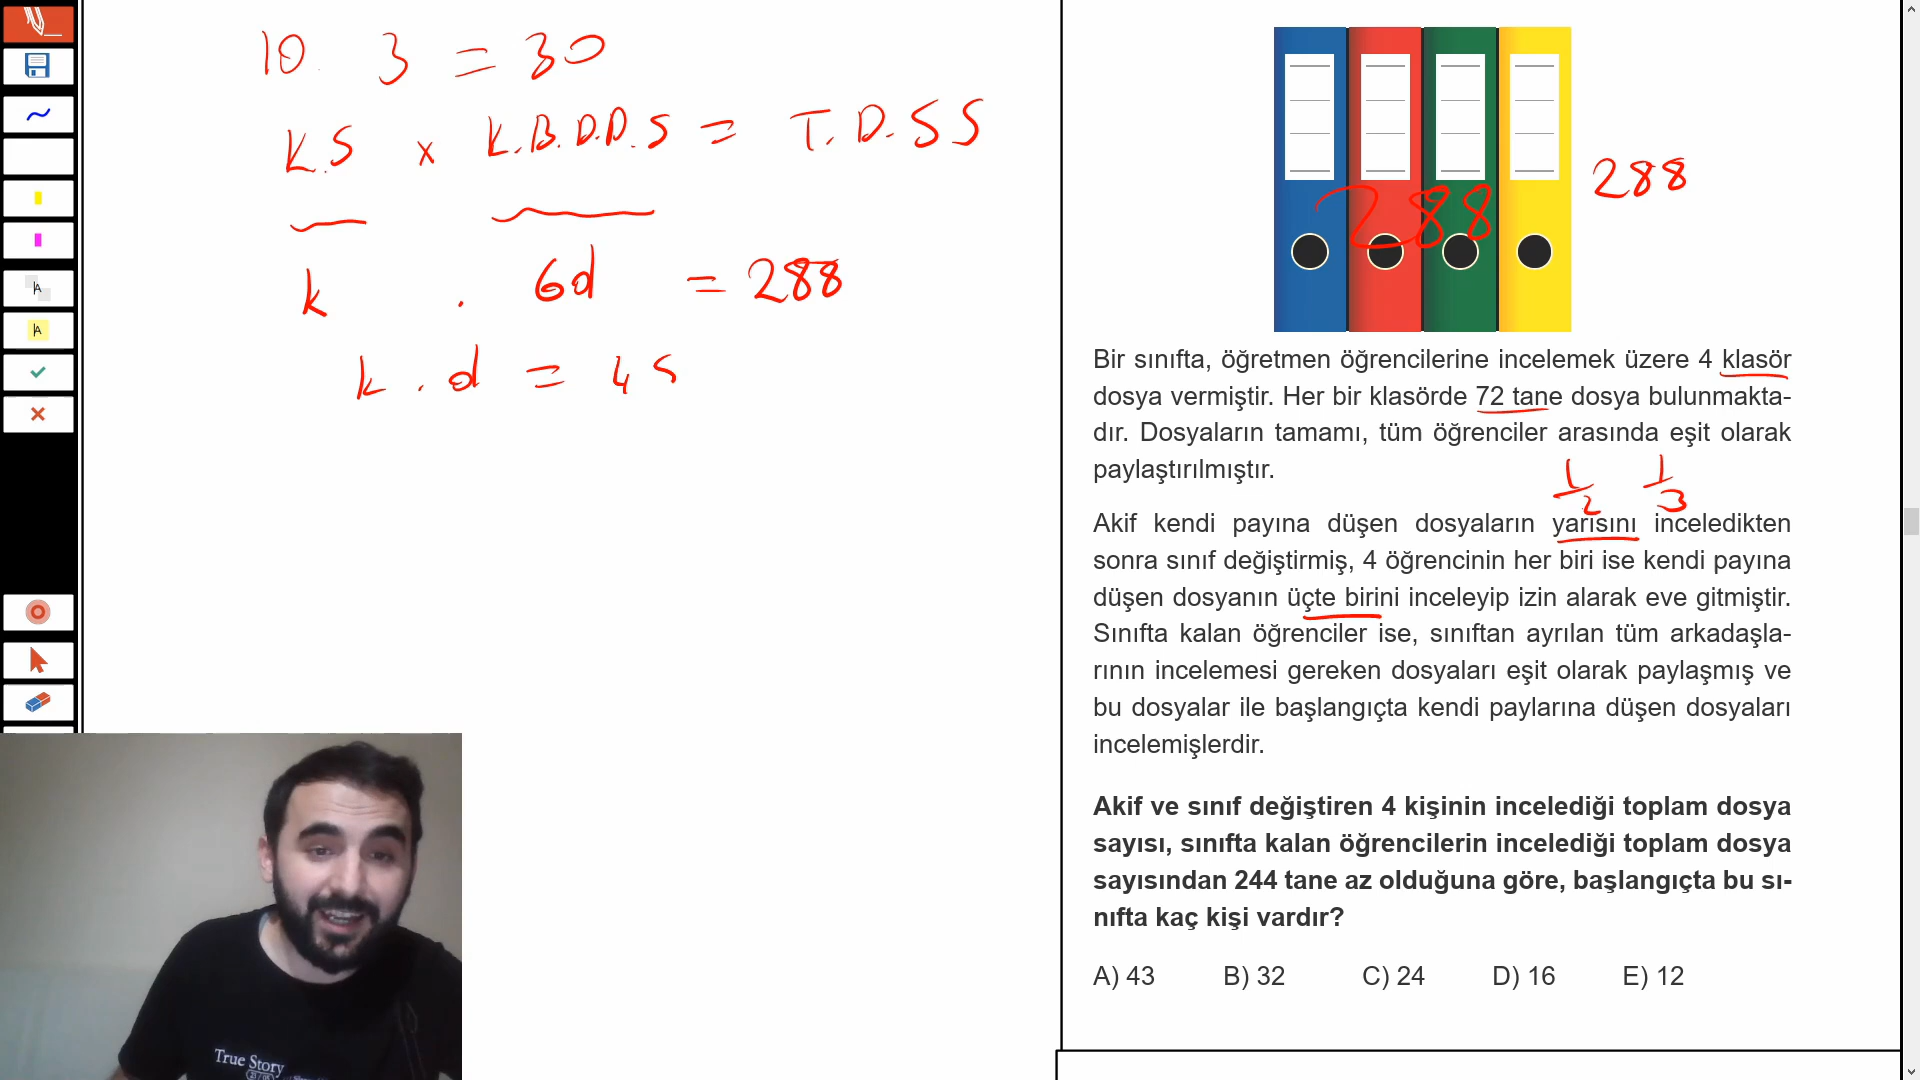 10. 3 = 30
K.S x K.B.D.D.S = T.D.SS
k . 6d = 288
k . d = 4
288
288
Bir sınıfta, öğretmen öğrencilerine incelemek üzere 4 klasör
dosya vermiştir. Her bir klasörde 72 tane dosya bulunmakta-
dır. Dosyaların tamamı, tüm öğrenciler arasında eşit olarak
paylaştırılmıştır.
1/2 1/3
Akif kendi payına düşen dosyaların yarısını inceledikten
sonra sınıf değiştirmiş, 4 öğrencinin her biri ise kendi payına
düşen dosyanın üçte birini inceleyip izin alarak eve gitmiştir.
Sınıfta kalan öğrenciler ise, sınıftan ayrılan tüm arkadaşla-
rının incelemesi gereken dosyaları eşit olarak paylaşmış ve
bu dosyalar ile başlangıçta kendi paylarına düşen dosyaları
incelemişlerdir.
Akif ve sınıf değiştiren 4 kişinin incelediği toplam dosya
sayısı, sınıfta kalan öğrencilerin incelediği toplam dosya
sayısından 244 tane az olduğuna göre, başlangıçta bu sı-
nıfta kaç kişi vardır?
A) 43 B) 32 C) 24 D) 16 E) 12
True Story